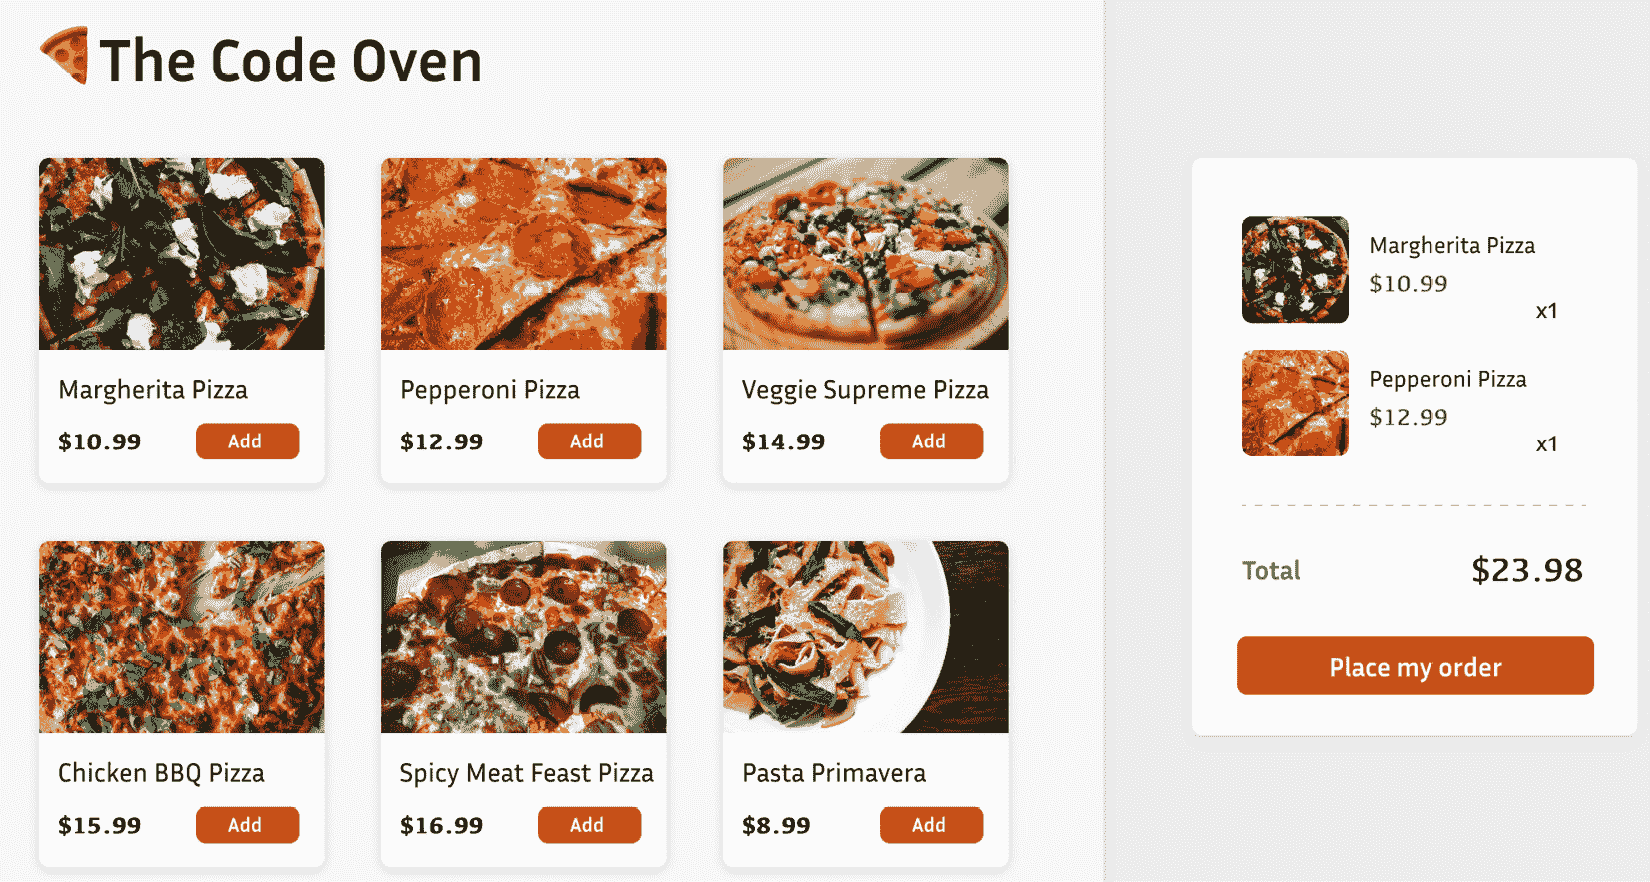 The Code Oven
Margherita Pizza
$10.99 Add
Pepperoni Pizza
$12.99 Add
Veggie Supreme Pizza
$14.99 Add
Chicken BBQ Pizza
$15.99 Add
Spicy Meat Feast Pizza
$16.99 Add
Pasta Primavera
$8.99 Add
Margherita Pizza
$10.99
x1
Pepperoni Pizza
$12.99
x1
Total $23.98
Place my order